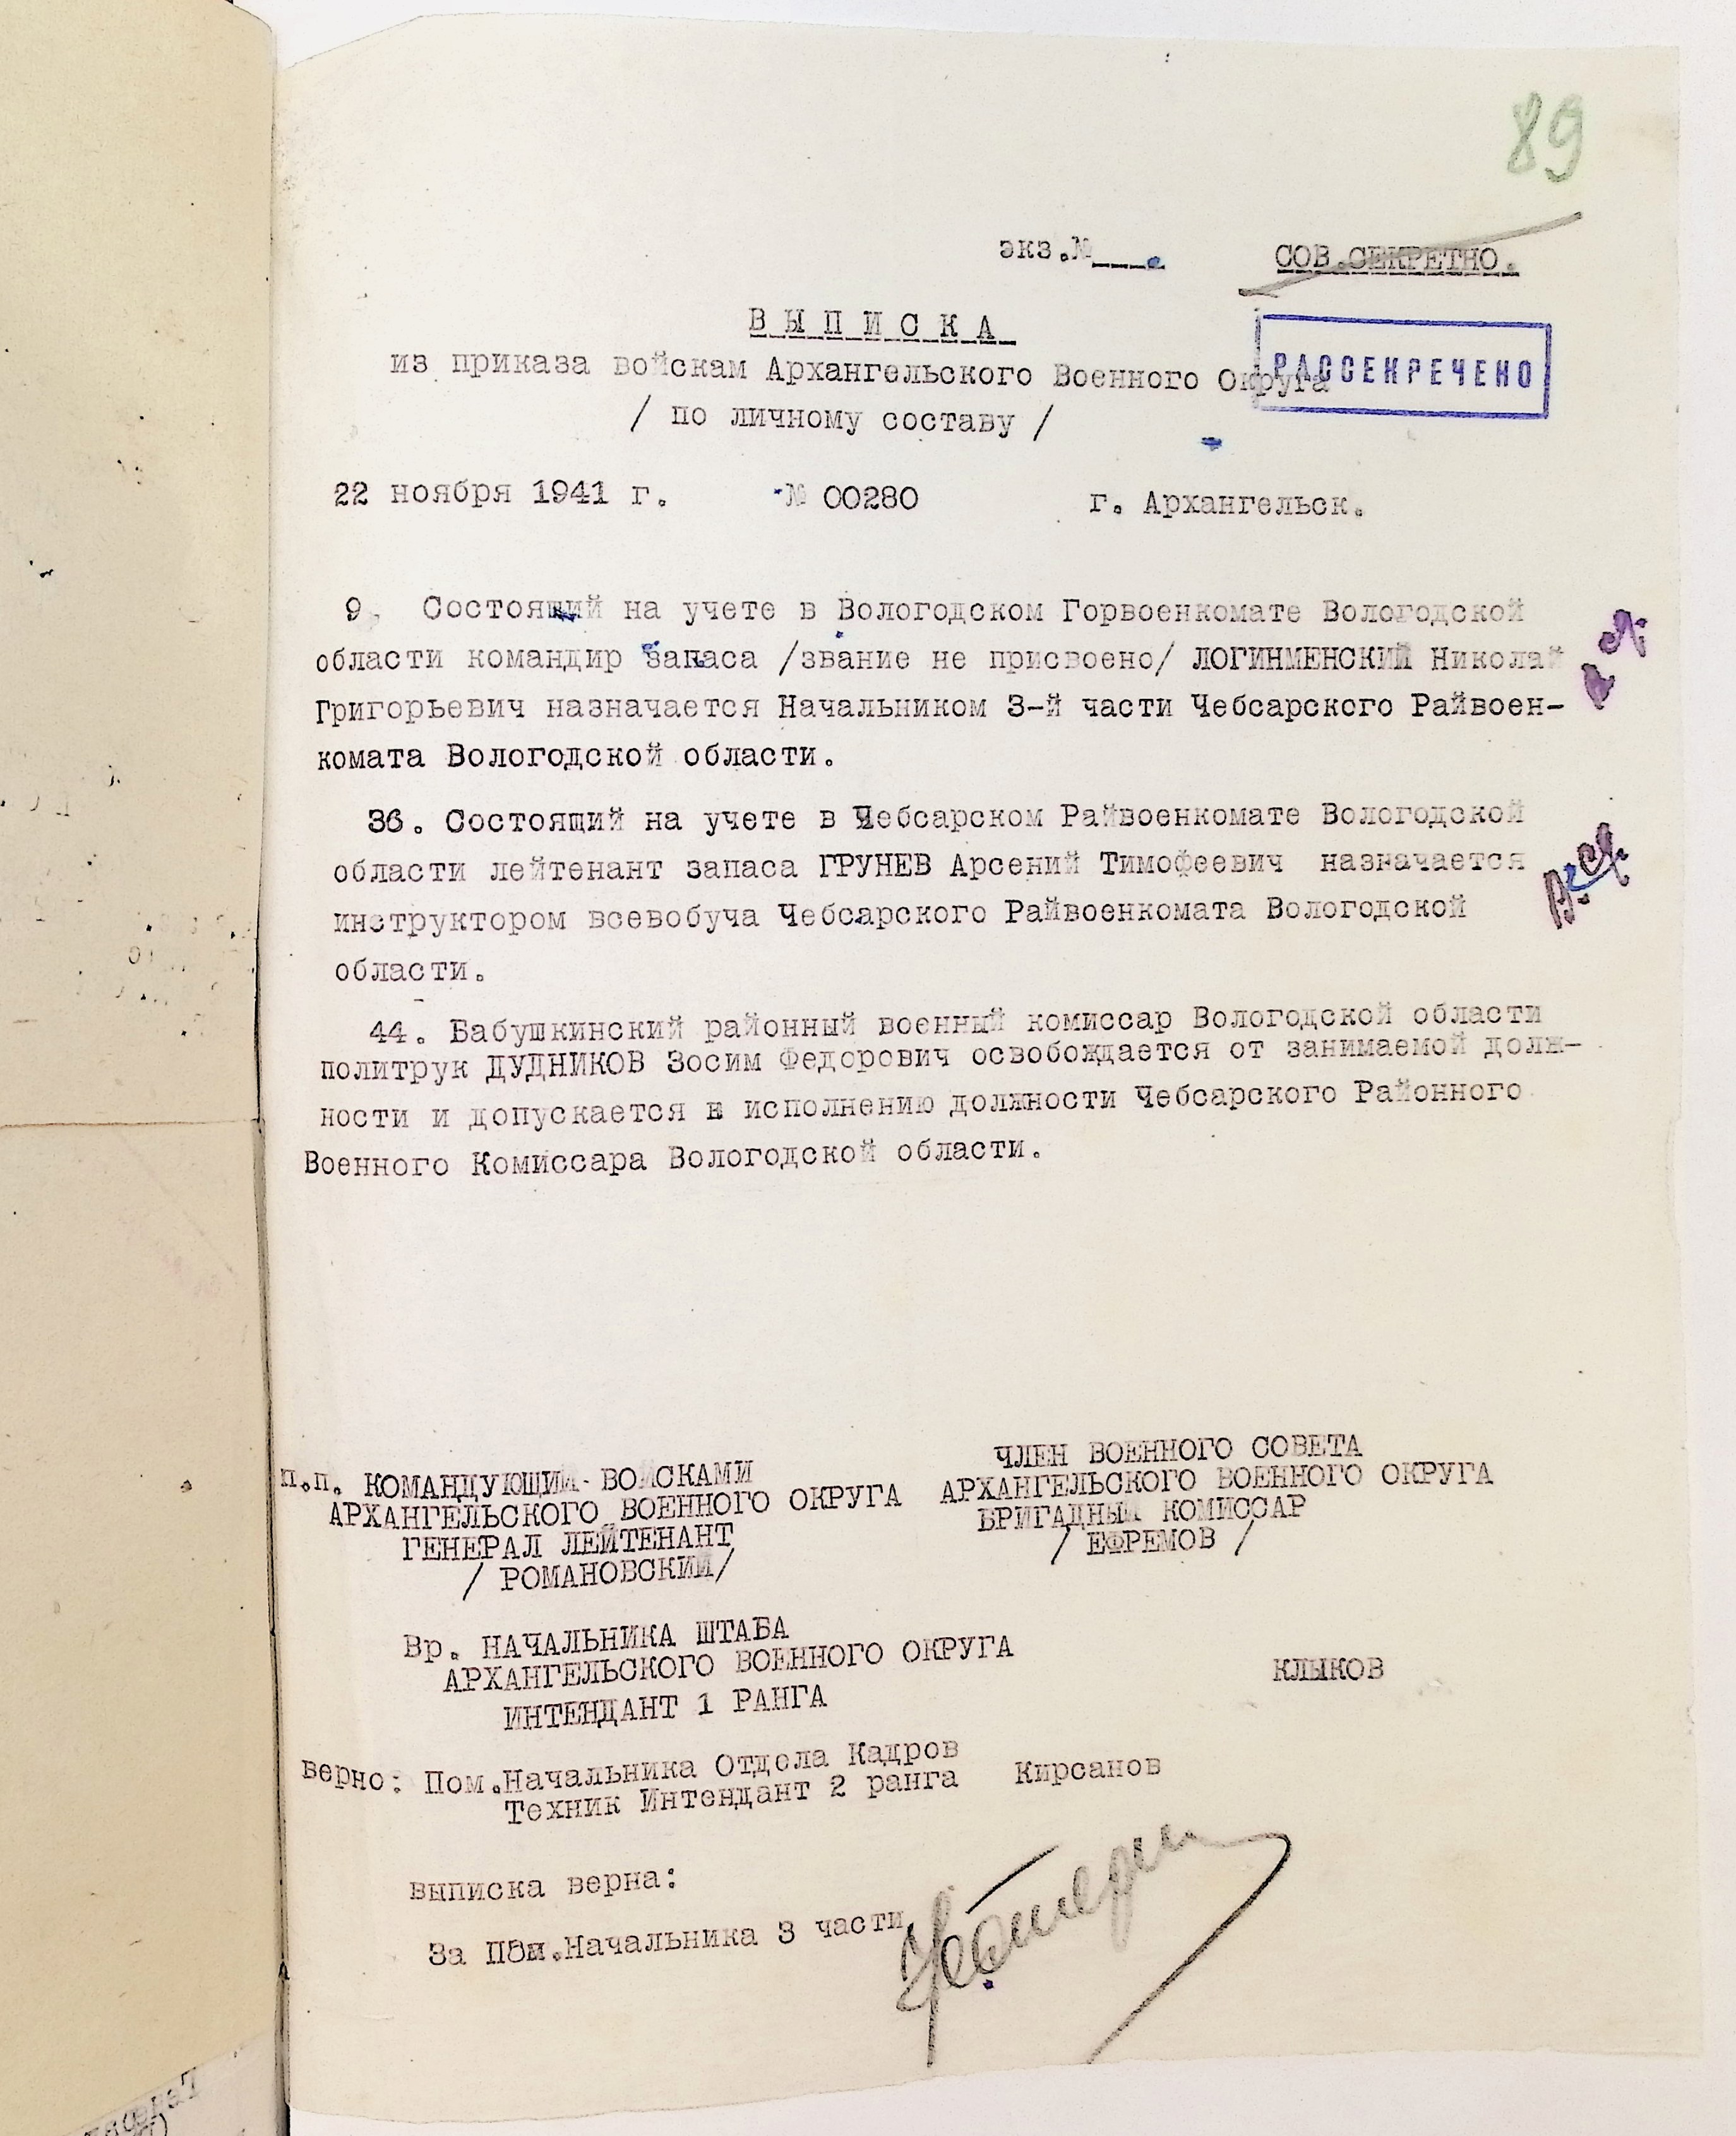 89
экз.№___.
СОВ.СЕКРЕТНО.
В Ы П И С К А
из приказа войскам Архангельского Военного Округа
РАССЕКРЕЧЕНО
/ по личному составу /
22 ноября 1941 г. № 00280 г. Архангельск.
9. Состоящий на учете в Вологодском Горвоенкомате Вологодской
области командир запаса /звание не присвоено/ ЛОГИНМЕНСКИЙ Николай
Григорьевич назначается Начальником 3-й части Чебсарского Райвоен-
комата Вологодской области.
36. Состоящий на учете в Чебсарском Райвоенкомате Вологодской
области лейтенант запаса ГРУНЕВ Арсений Тимофеевич назначается
инструктором всевобуча Чебсарского Райвоенкомата Вологодской
области.
44. Бабушкинский районный военный комиссар Вологодской области
политрук ДУДНИКОВ Зосим Федорович освобождается от занимаемой долж-
ности и допускается к исполнению должности Чебсарского Районного
Военного Комиссара Вологодской области.
п.п. КОМАНДУЮЩИЙ ВОЙСКАМИ
АРХАНГЕЛЬСКОГО ВОЕННОГО ОКРУГА
ГЕНЕРАЛ ЛЕЙТЕНАНТ
/ РОМАНОВСКИЙ/
ЧЛЕН ВОЕННОГО СОВЕТА
АРХАНГЕЛЬСКОГО ВОЕННОГО ОКРУГА
БРИГАДНЫЙ КОМИССАР
/ ЕФРЕМОВ /
Вр. НАЧАЛЬНИКА ШТАБА
АРХАНГЕЛЬСКОГО ВОЕННОГО ОКРУГА
ИНТЕНДАНТ 1 РАНГА
КЛЫКОВ
верно: Пом.Начальника Отдела Кадров
Техник Интендант 2 ранга Кирсанов
выписка верна:
За Пом.Начальника 3 части